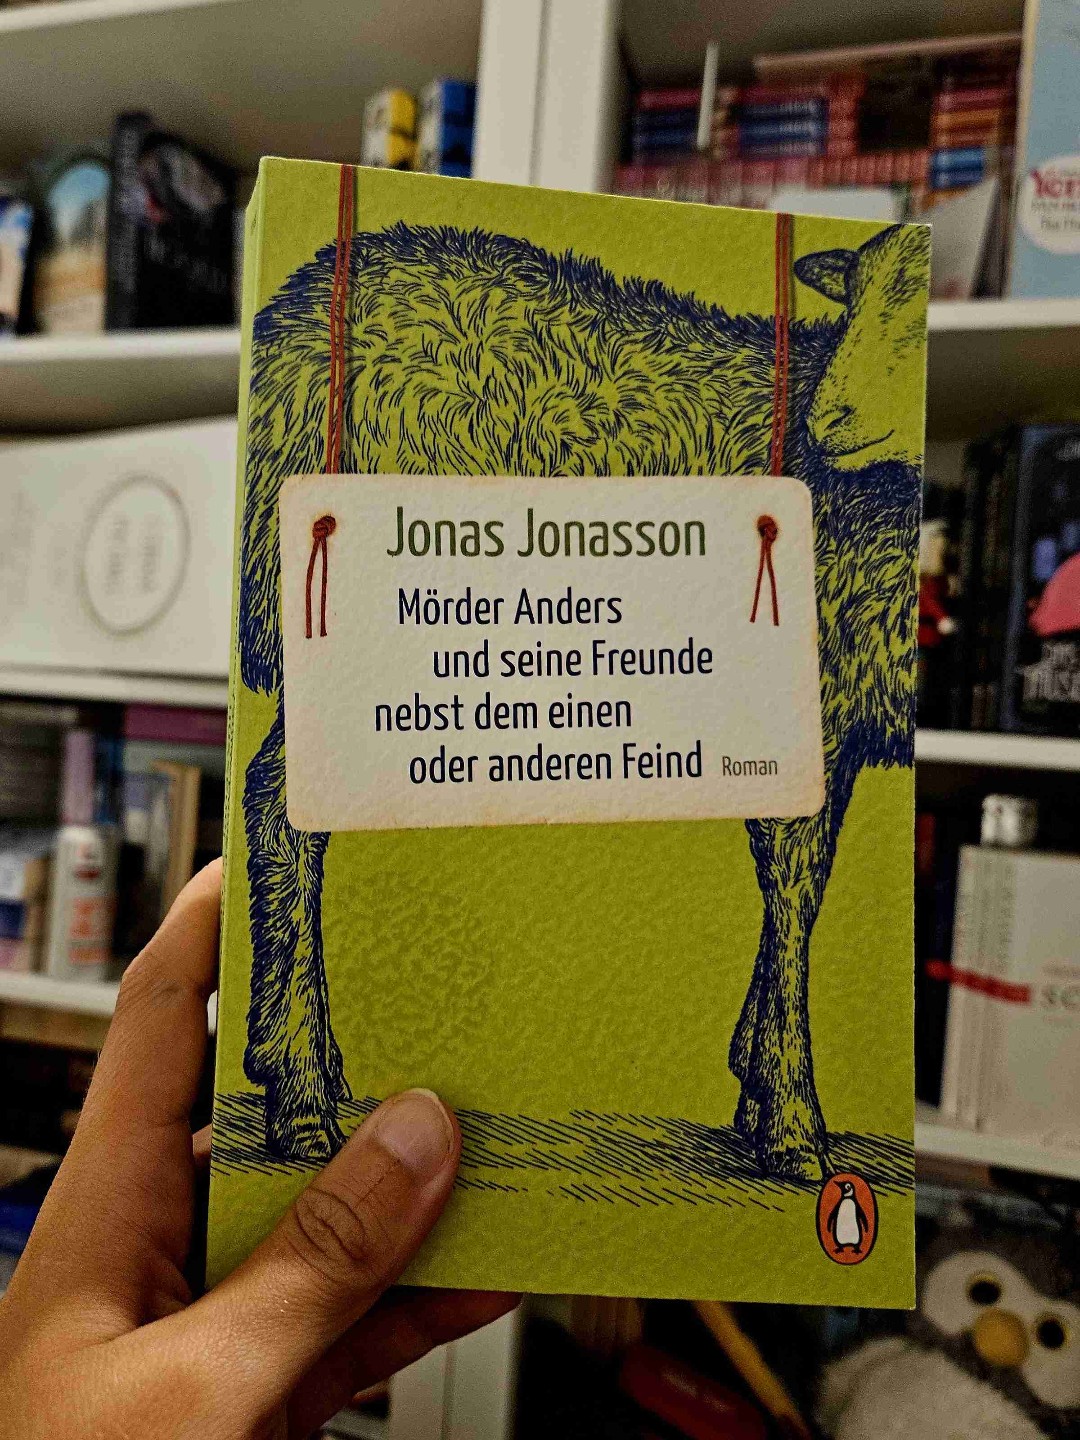 Jonas Jonasson
Mörder Anders
und seine Freunde
nebst dem einen
oder anderen Feind Roman